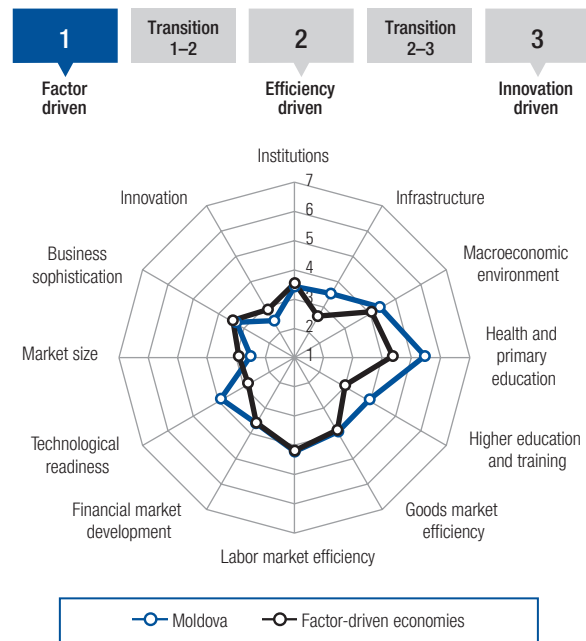 1
Transition
1–2
2
Transition
2–3
3
Factor
driven
Efficiency
driven
Innovation
driven
Institutions
Innovation
7
Infrastructure
6
5
Business
sophistication
4
Macroeconomic
environment
3
2
Market size
1
Health and
primary
education
Technological
readiness
Higher education
and training
Financial market
development
Goods market
efficiency
Labor market efficiency
Moldova
Factor-driven economies